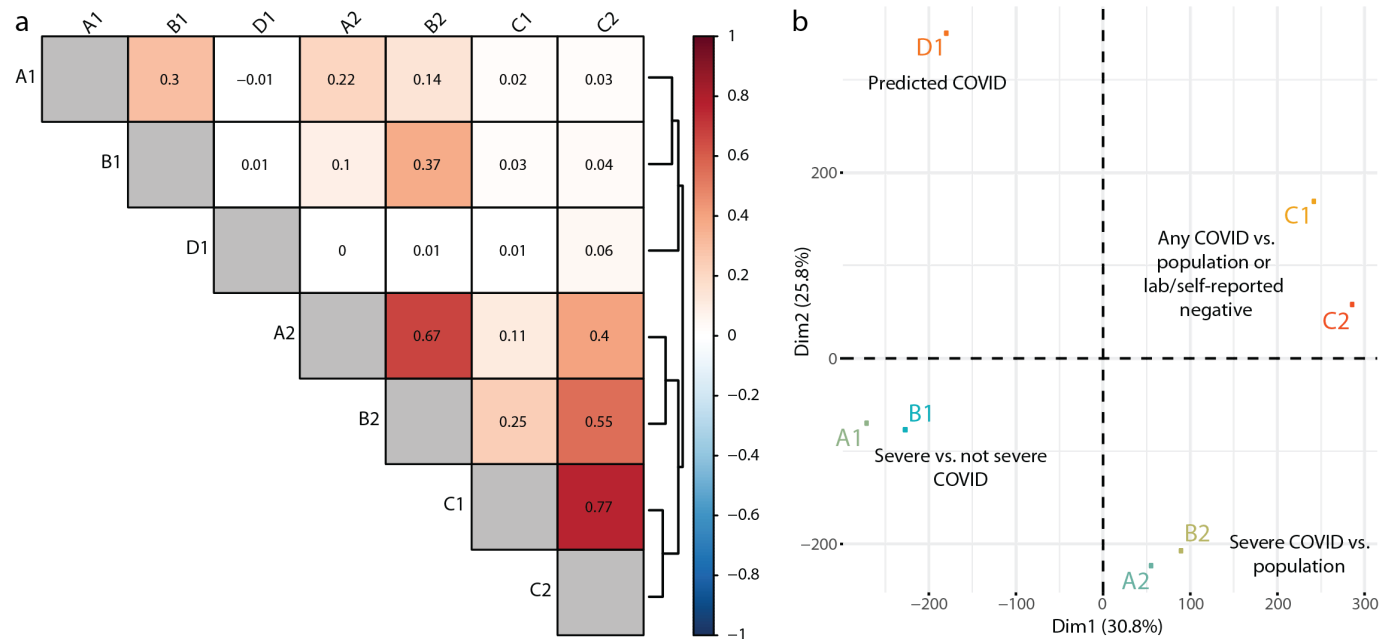 a
A1 B1 D1 A2 B2 C1 C2
A1 0.3 −0.01 0.22 0.14 0.02 0.03
B1 0.01 0.1 0.37 0.03 0.04
D1 0 0.01 0.01 0.06
A2 0.67 0.11 0.4
B2 0.25 0.55
C1 0.77
C2
1
0.8
0.6
0.4
0.2
0
−0.2
−0.4
−0.6
−0.8
−1
b
D1
Predicted COVID
C1
Any COVID vs.
population or
lab/self-reported
negative
C2
B1
A1
Severe vs. not severe
COVID
B2
A2
Severe COVID vs.
population
200
0
−200
Dim2 (25.8%)
−200 −100 0 100 200 300
Dim1 (30.8%)